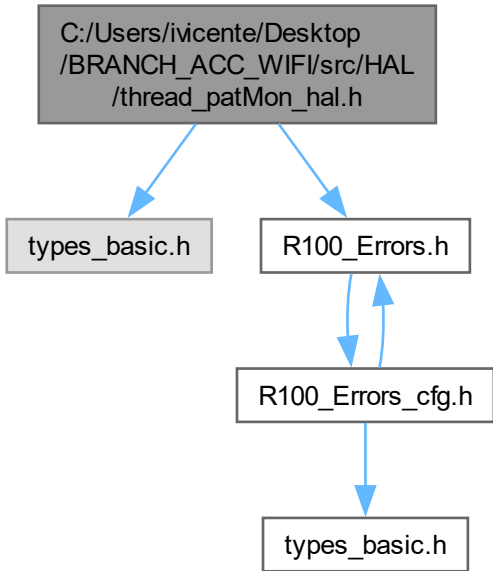 C:/Users/ivicente/Desktop
/BRANCH_ACC_WIFI/src/HAL
/thread_patMon_hal.h
types_basic.h
R100_Errors.h
R100_Errors_cfg.h
types_basic.h